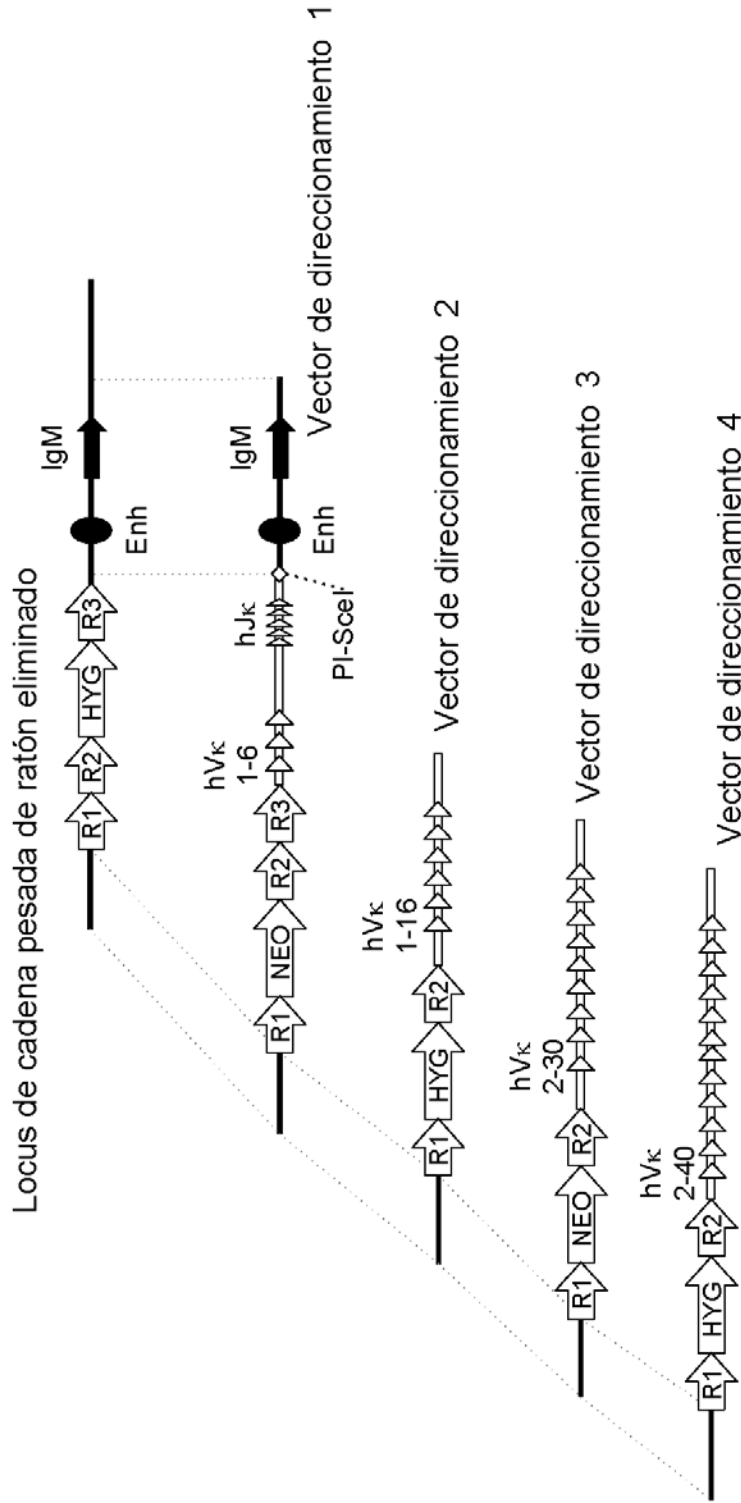 Locus de cadena pesada de ratón eliminado
R1 R2 HYG R3 Enh IgM
hVκ
1-6
hJκ
R1 NEO R2 R3 PI-SceI Enh IgM
Vector de direccionamiento 1
hVκ
1-16
R1 HYG R2
Vector de direccionamiento 2
hVκ
2-30
R1 NEO R2
Vector de direccionamiento 3
hVκ
2-40
R1 HYG R2
Vector de direccionamiento 4